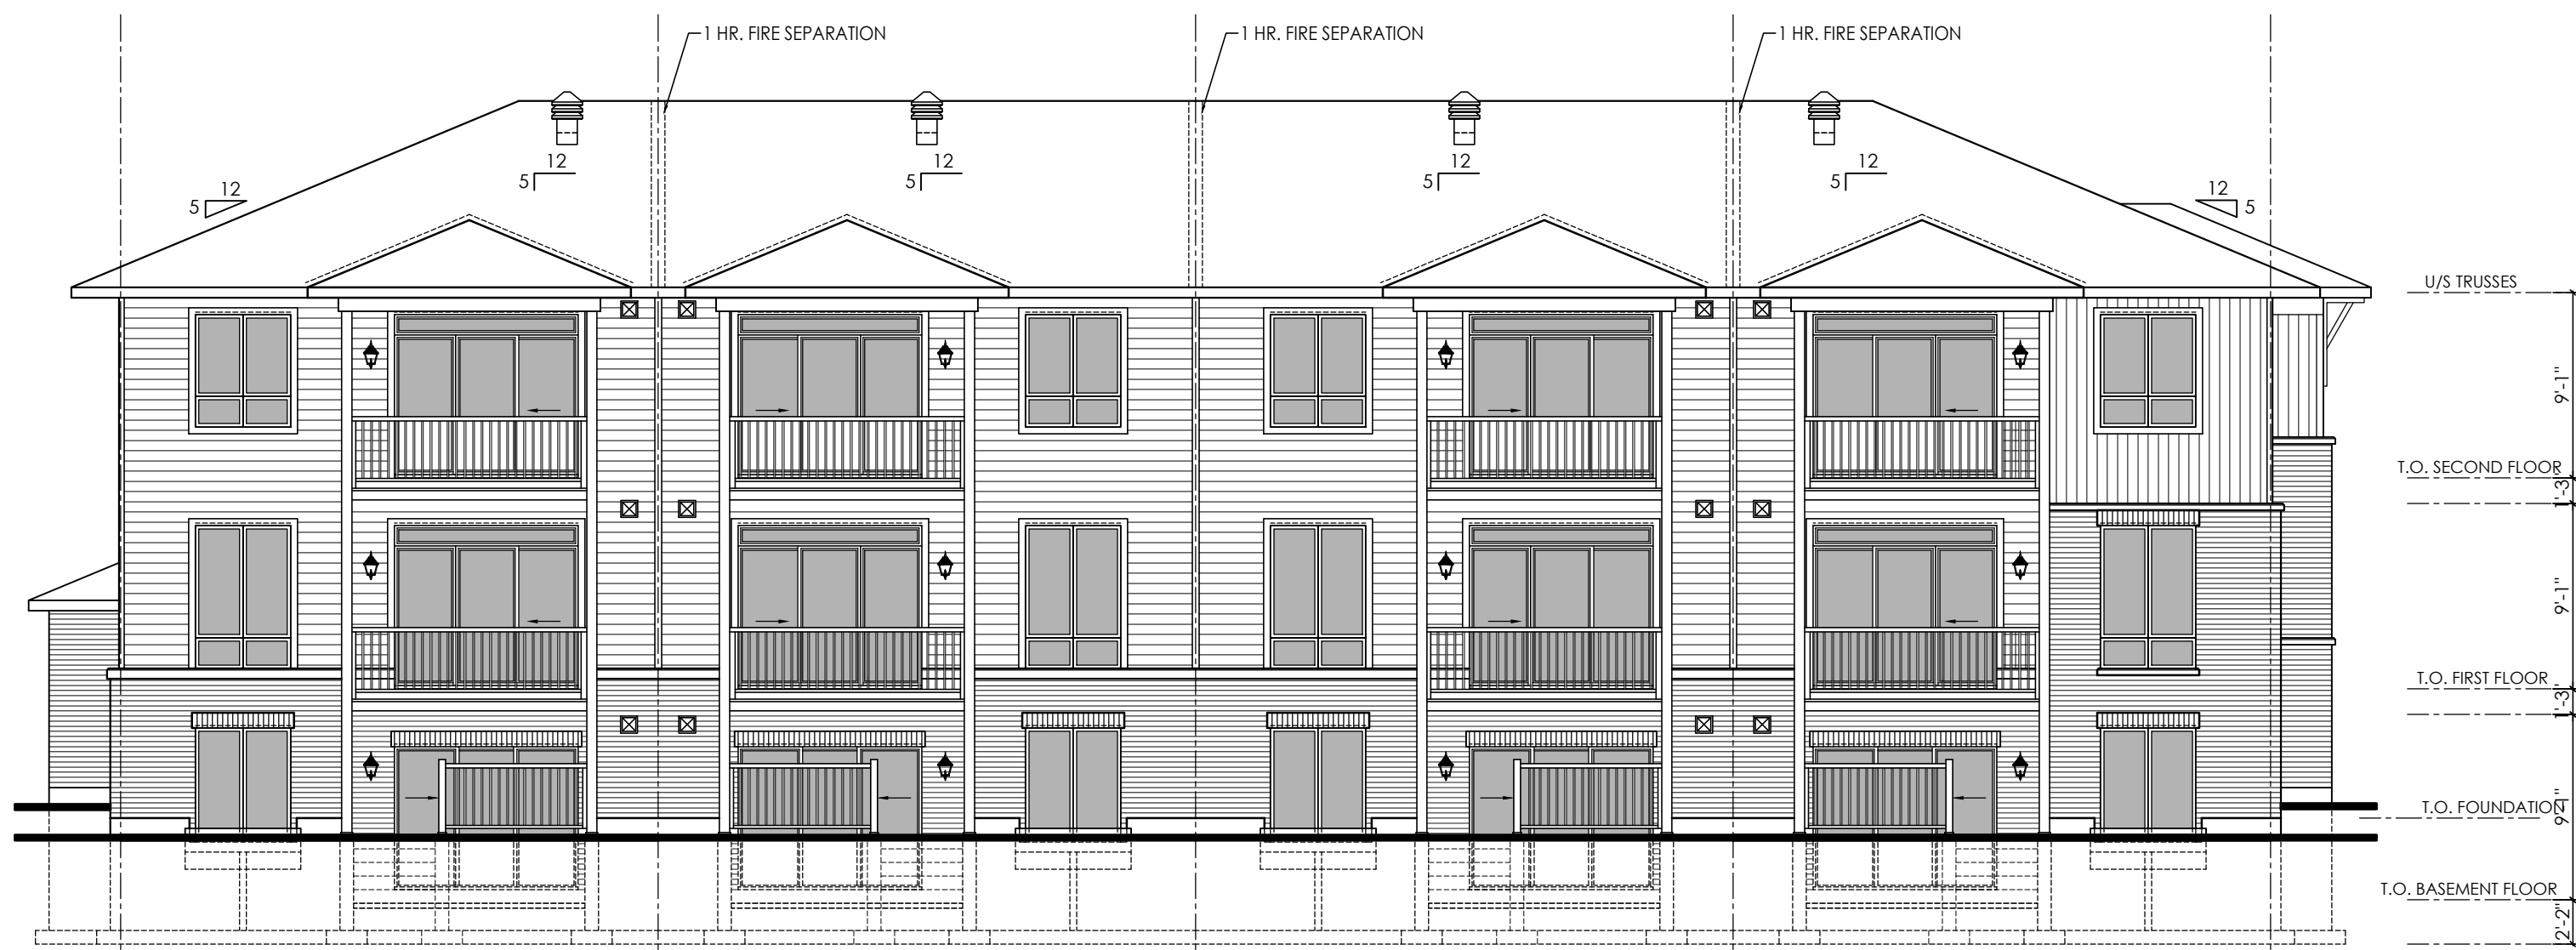 1 HR. FIRE SEPARATION
1 HR. FIRE SEPARATION
1 HR. FIRE SEPARATION
12
5
12
5
12
5
12
5
12
5
12
5
U/S TRUSSES
9'-1"
T.O. SECOND FLOOR
1'-3"
9'-1"
T.O. FIRST FLOOR
1'-3"
T.O. FOUNDATION
9'-1"
T.O. BASEMENT FLOOR
2'-2"